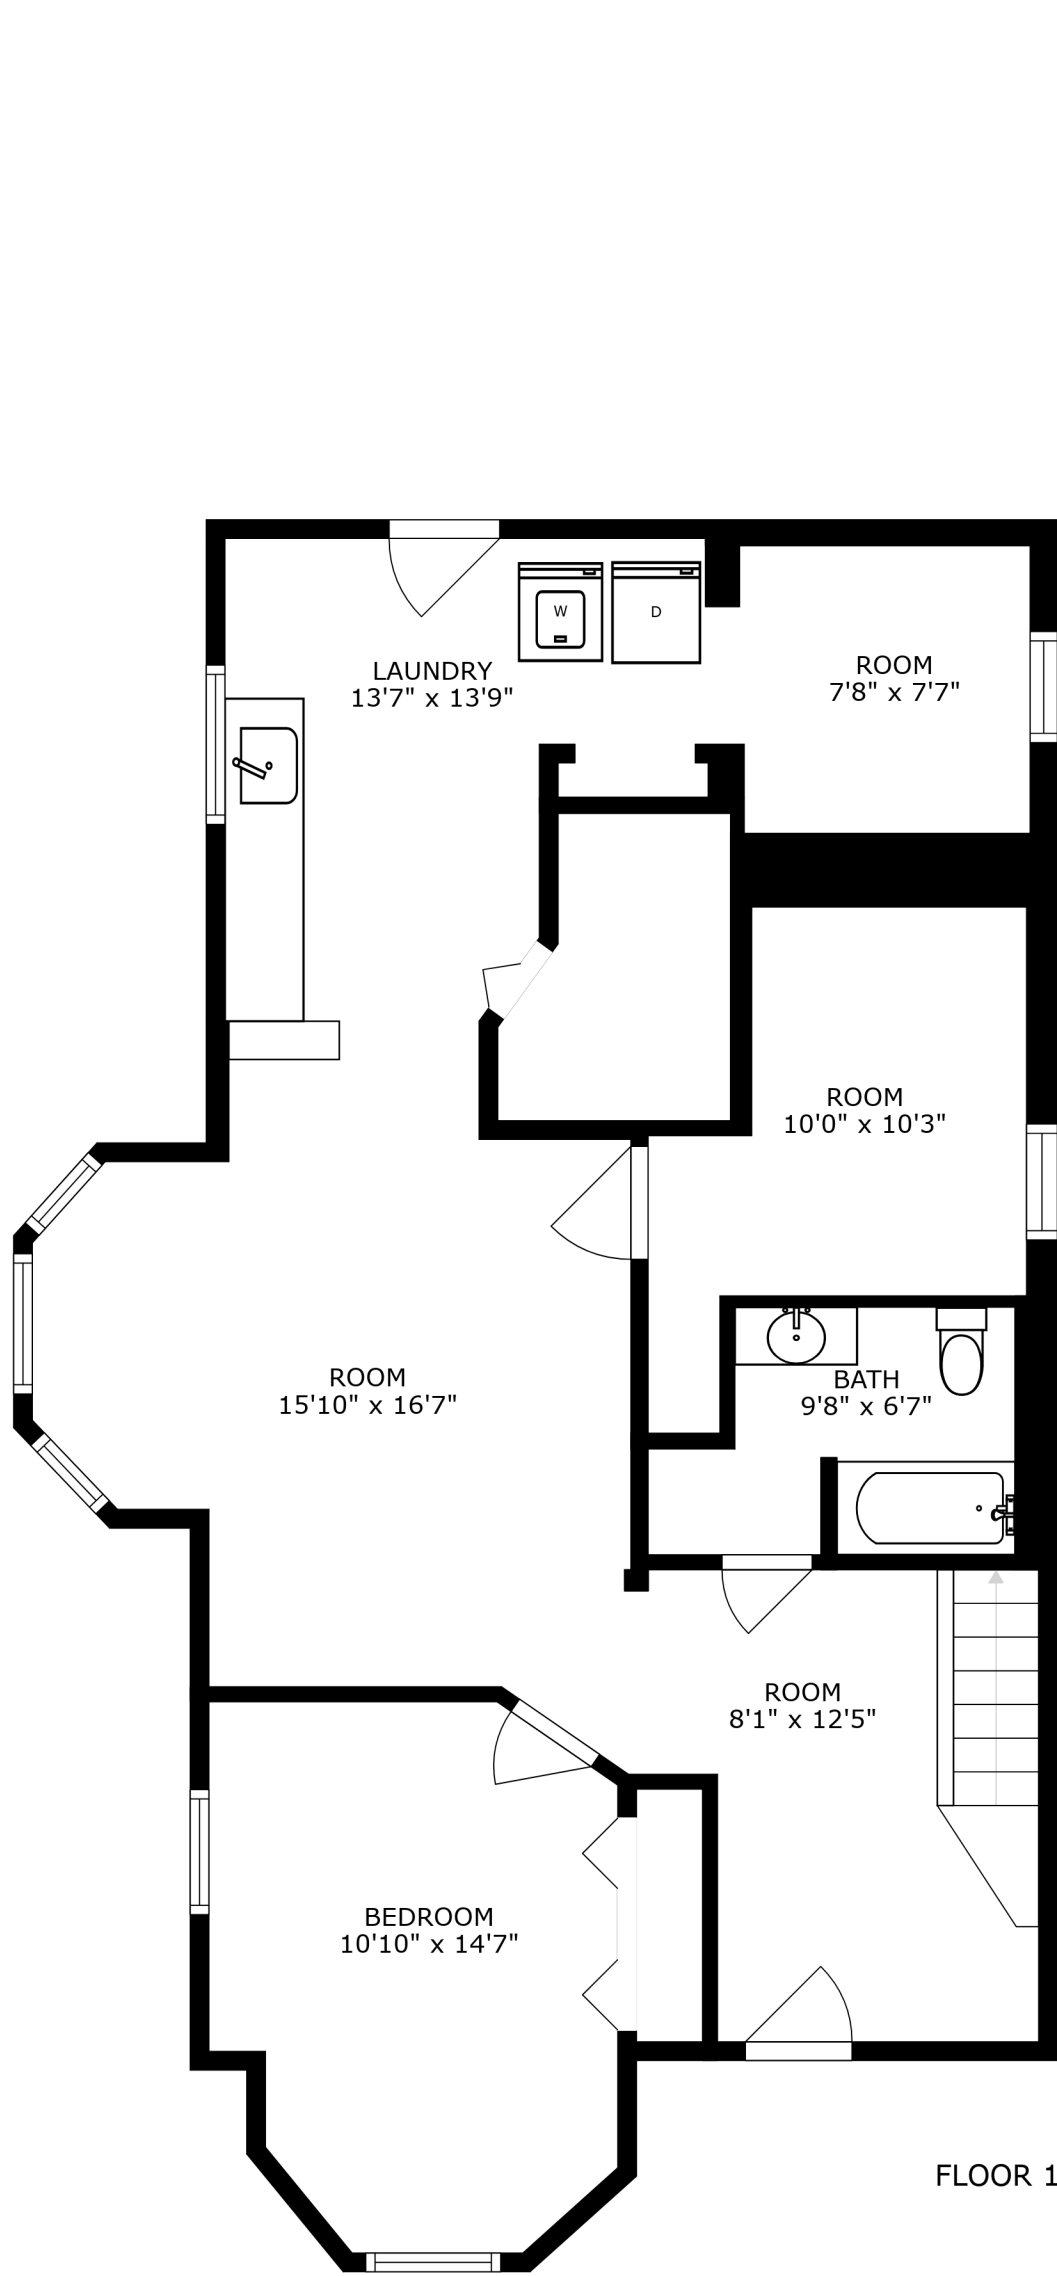 W
D
LAUNDRY
13'7" x 13'9"
ROOM
7'8" x 7'7"
ROOM
10'0" x 10'3"
ROOM
15'10" x 16'7"
BATH
9'8" x 6'7"
ROOM
8'1" x 12'5"
BEDROOM
10'10" x 14'7"
FLOOR 1